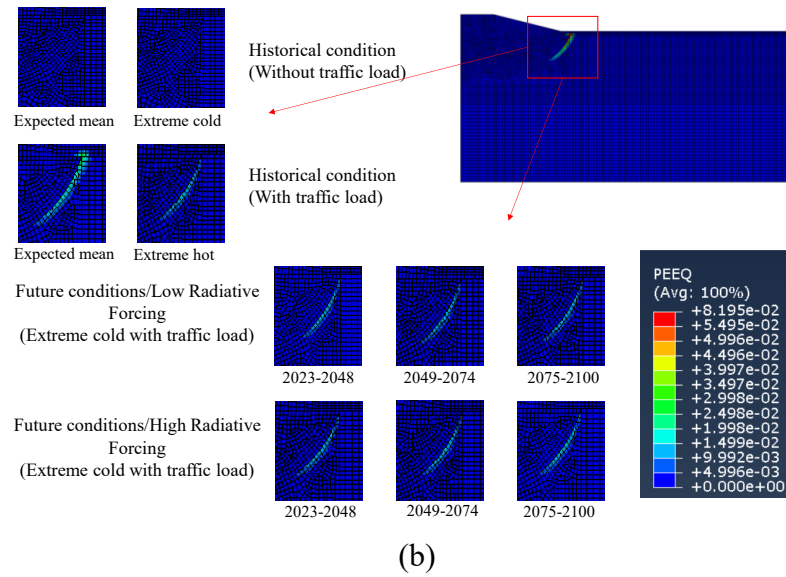 Historical condition
(Without traffic load)
Expected mean
Extreme cold
Historical condition
(With traffic load)
Expected mean
Extreme hot
Future conditions/Low Radiative
Forcing
(Extreme cold with traffic load)
2023-2048
2049-2074
2075-2100
Future conditions/High Radiative
Forcing
(Extreme cold with traffic load)
2023-2048
2049-2074
2075-2100
PEEQ
(Avg: 100%)
+8.195e-02
+5.495e-02
+4.996e-02
+4.496e-02
+3.997e-02
+3.497e-02
+2.998e-02
+2.498e-02
+1.998e-02
+1.499e-02
+9.992e-03
+4.996e-03
+0.000e+00
(b)